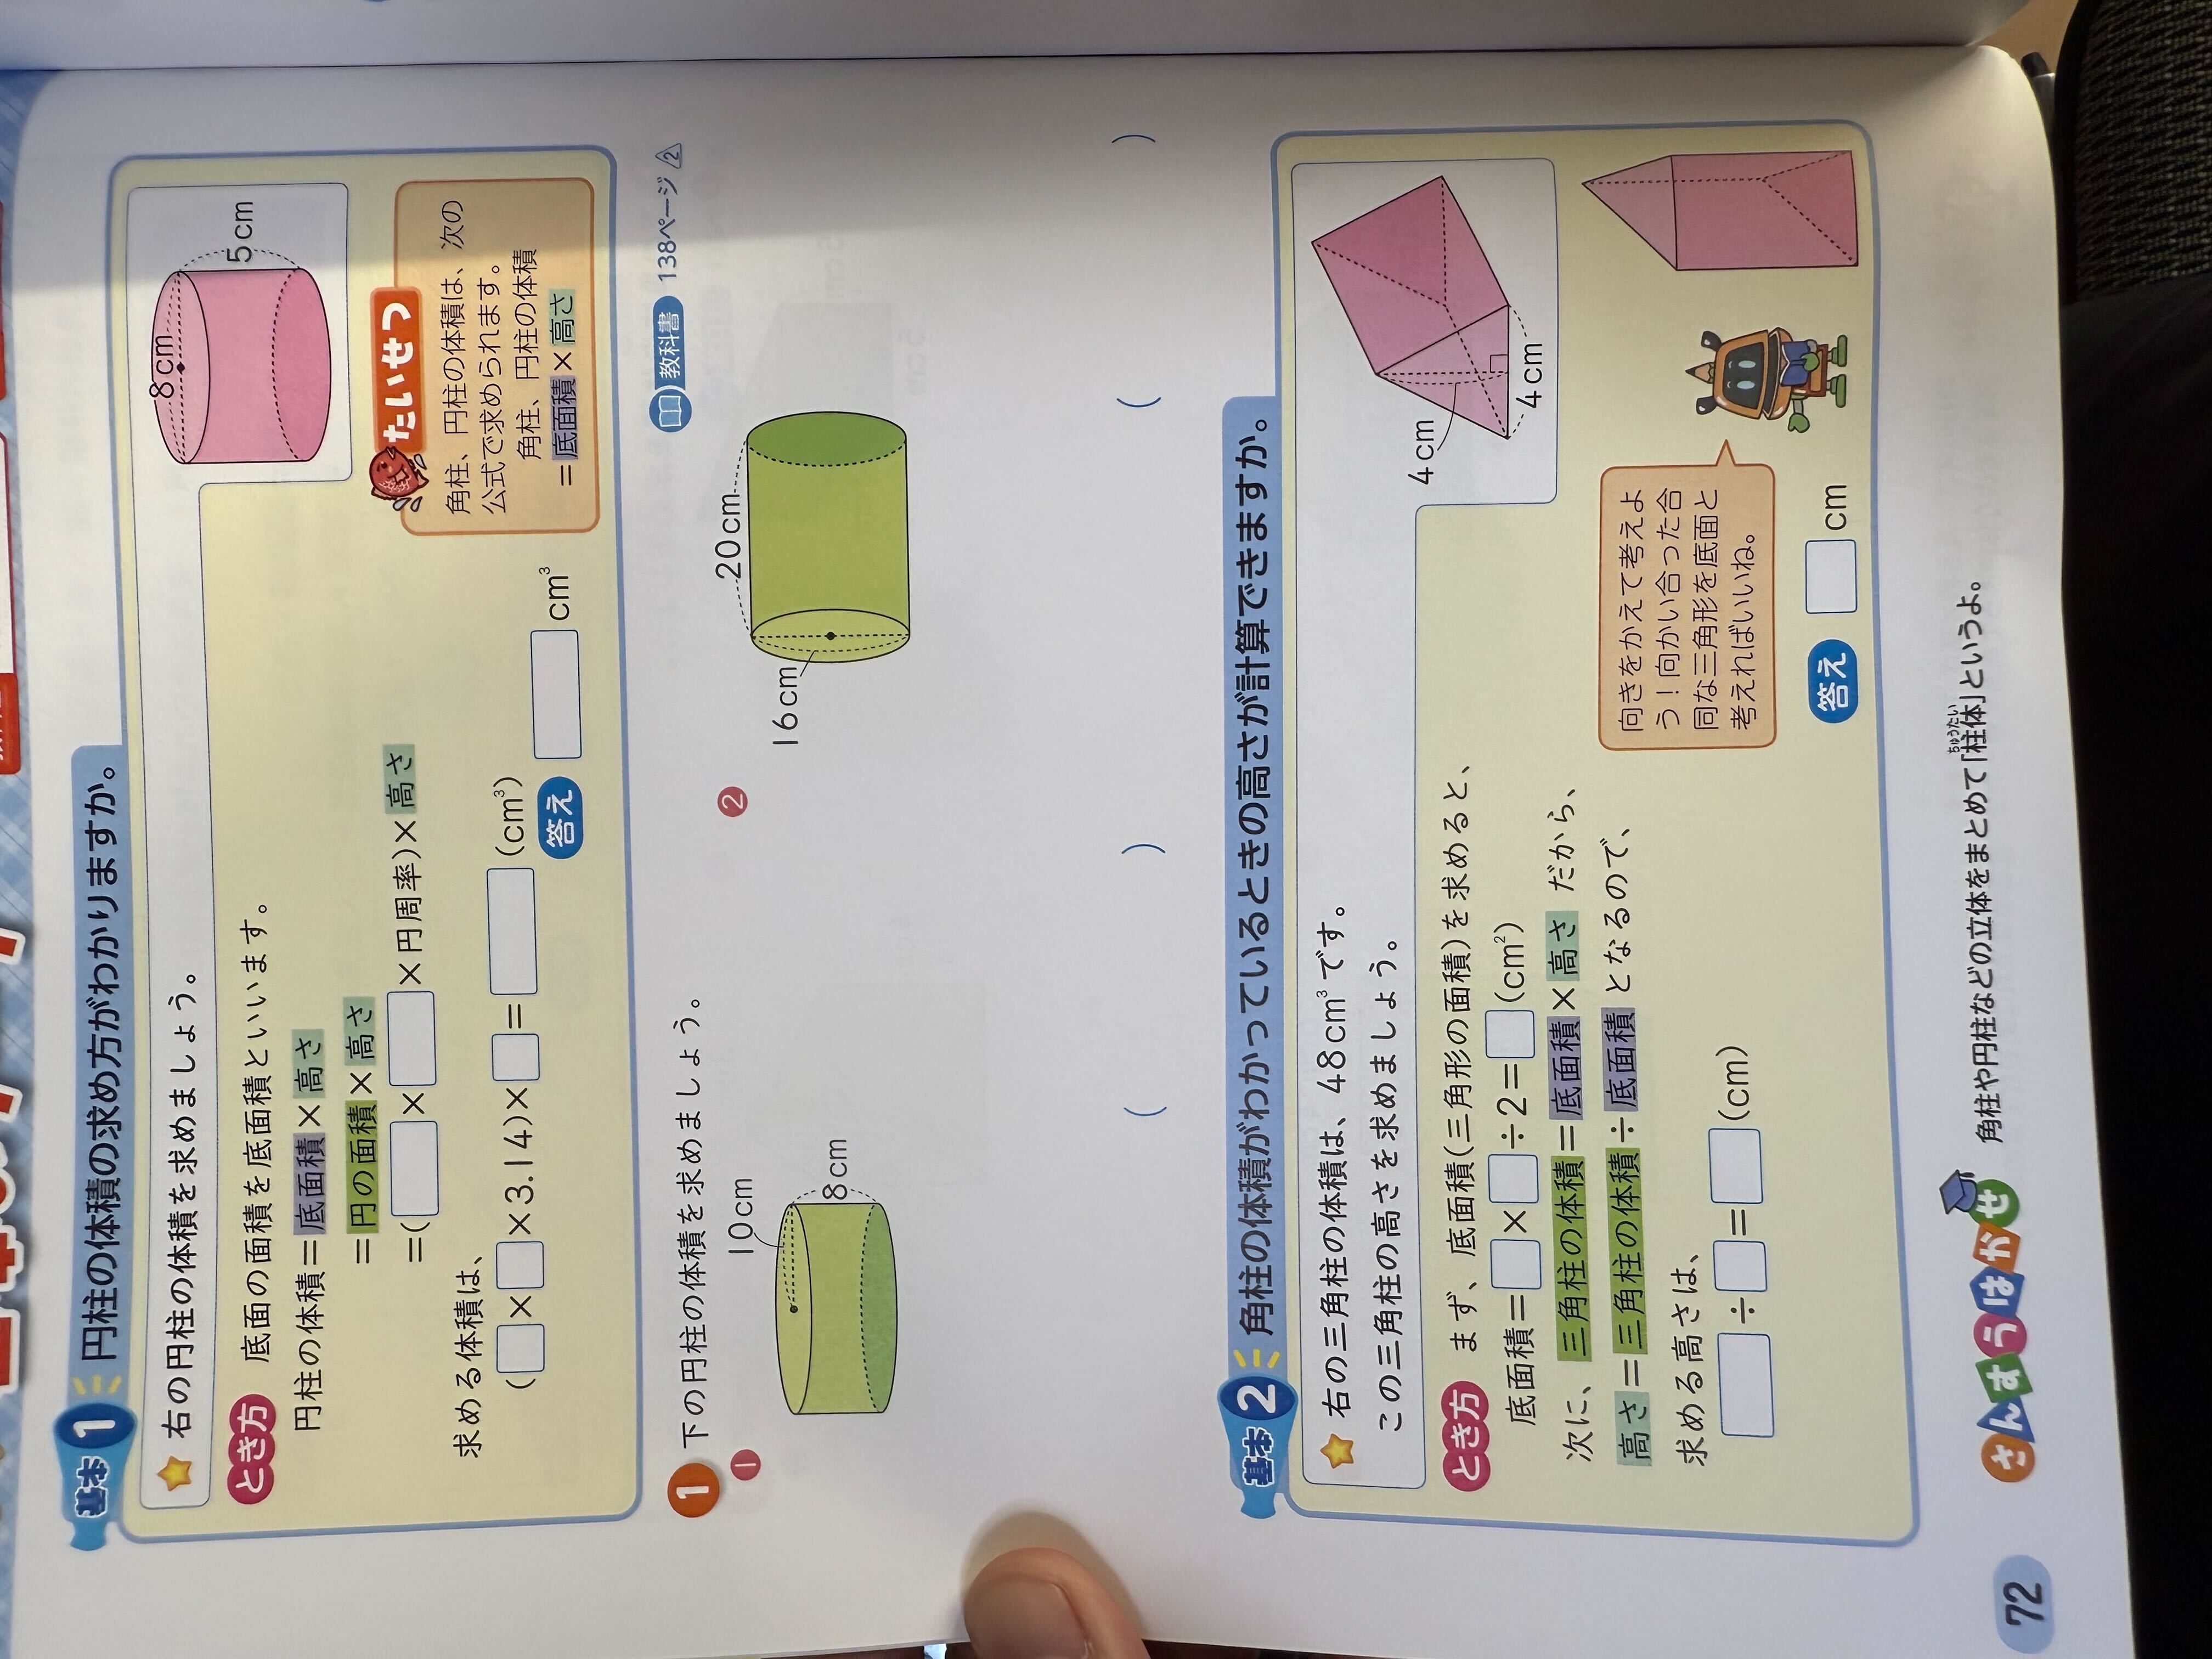 基本 1 円柱の体積の求め方がわかりますか。
右の円柱の体積を求めましょう。
8cm
5cm
とき方 底面の面積を底面積といいます。
円柱の体積＝底面積×高さ
＝円の面積×高さ
＝( × ×円周率)×高さ
求める体積は、
( × ×3.14)× ＝ (cm³)
答え cm³
たいせつ
角柱、円柱の体積は、次の
公式で求められます。
角柱、円柱の体積
＝底面積×高さ
1 下の円柱の体積を求めましょう。
教科書 138ページ 2
1
10cm
8cm
2
20cm
16cm
( )
( )
基本 2 角柱の体積がわかっているときの高さが計算できますか。
右の三角柱の体積は、48cm³です。
この三角柱の高さを求めましょう。
4cm
4cm
とき方 まず、底面積(三角形の面積)を求めると、
底面積＝ × ÷2＝ (cm²)
次に、三角柱の体積＝底面積×高さ だから、
高さ＝三角柱の体積÷底面積 となるので、
求める高さは、
÷ ＝ (cm)
向きをかえて考えよ
う！向かい合った合
同な三角形を底面と
考えればいいね。
答え cm
72
さんすうはかせ
角柱や円柱などの立体をまとめて「柱体」というよ。
ちゅうたい